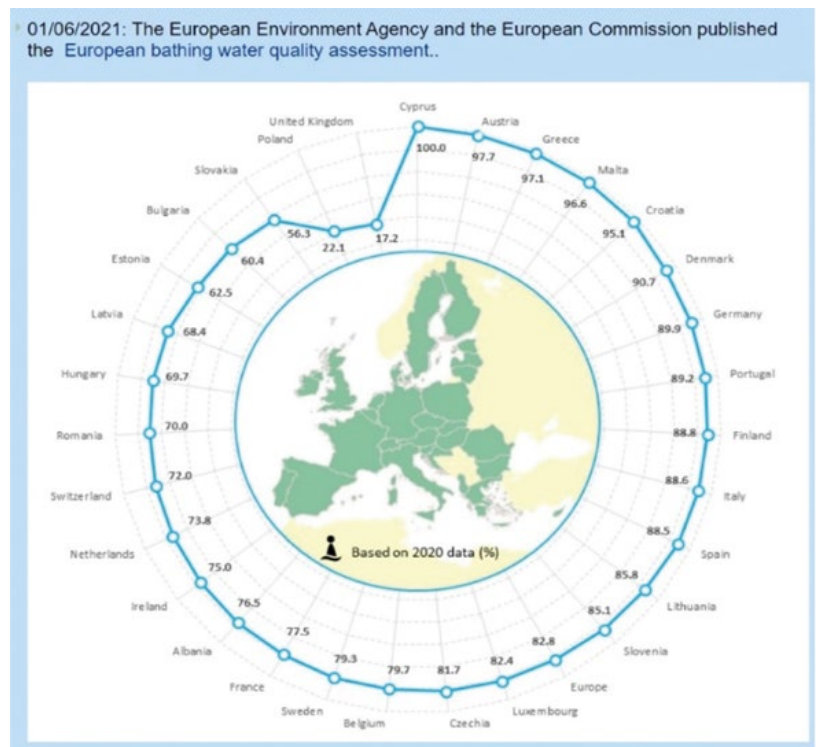 01/06/2021: The European Environment Agency and the European Commission published
the European bathing water quality assessment..
Cyprus
100.0
Austria
97.7
Greece
97.1
Malta
96.6
Croatia
95.1
Denmark
90.7
Germany
89.9
Portugal
89.2
Finland
88.8
Italy
88.6
Spain
88.5
Lithuania
85.8
Slovenia
85.1
Europe
82.8
Luxembourg
82.4
Czechia
81.7
Belgium
79.7
Sweden
79.3
France
77.5
Albania
76.5
Ireland
75.0
Netherlands
73.8
Switzerland
72.0
Romania
70.0
Hungary
69.7
Latvia
68.4
Estonia
62.5
Bulgaria
60.4
Slovakia
56.3
Poland
22.1
United Kingdom
17.2
Based on 2020 data (%)